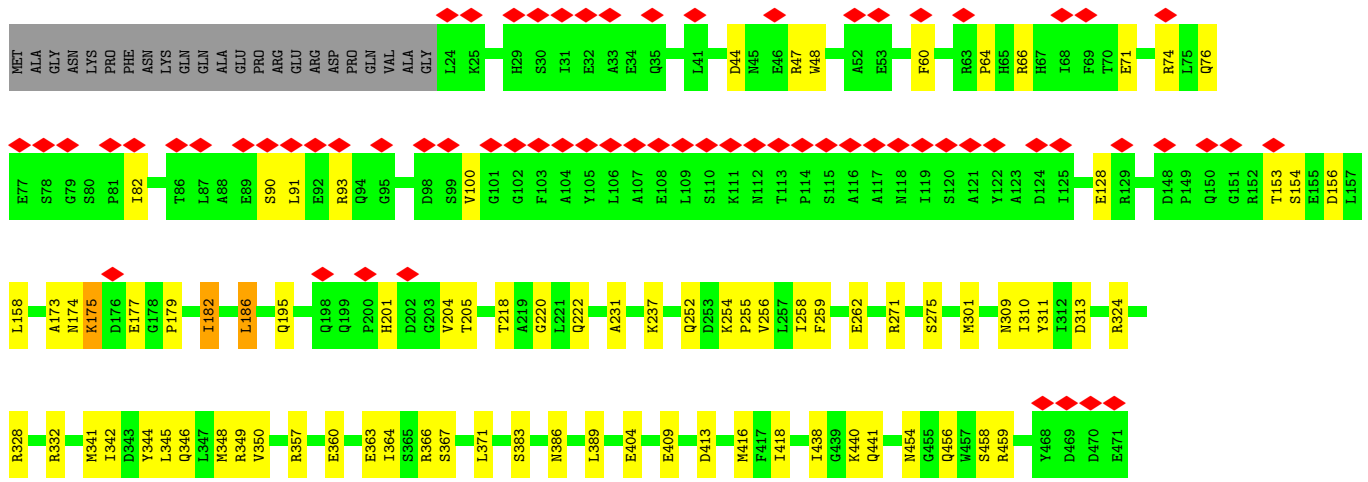 MET ALA GLY ASN LYS PRO PHE ASN LYS GLN GLN ALA GLU PRO ARG GLU ARG ASP PRO GLN VAL ALA GLY L24 K25 H29 S30 I31 E32 A33 E34 Q35 L41 D44 N45 E46 R47 W48 A52 E53 F60 R63 P64 H65 R66 H67 I68 F69 T70 E71 R74 L75 Q76
E77 S78 G79 S80 P81 I82 T86 L87 A88 E89 S90 L91 E92 R93 Q94 G95 D98 S99 V100 G101 G102 F103 A104 Y105 L106 A107 E108 L109 S110 K111 N112 T113 P114 S115 A116 A117 N118 I119 S120 A121 Y122 A123 D124 I125 E128 R129 D148 P149 Q150 G151 R152 T153 S154 E155 D156 L157
L158 A173 N174 K175 D176 E177 G178 P179 I182 L186 Q195 Q198 Q199 P200 H201 D202 G203 V204 T205 T218 A219 G220 L221 Q222 A231 K237 Q252 D253 K254 P255 V256 L257 I258 F259 E262 R271 S275 M301 N309 I310 Y311 I312 D313 R324
R328 R332 M341 I342 D343 Y344 L345 Q346 L347 M348 R349 V350 R357 E360 E363 I364 S365 R366 S367 L371 S383 N386 L389 E404 E409 D413 M416 F417 I418 I438 G439 K440 Q441 N454 G455 Q456 W457 S458 R459 Y468 D469 D470 E471